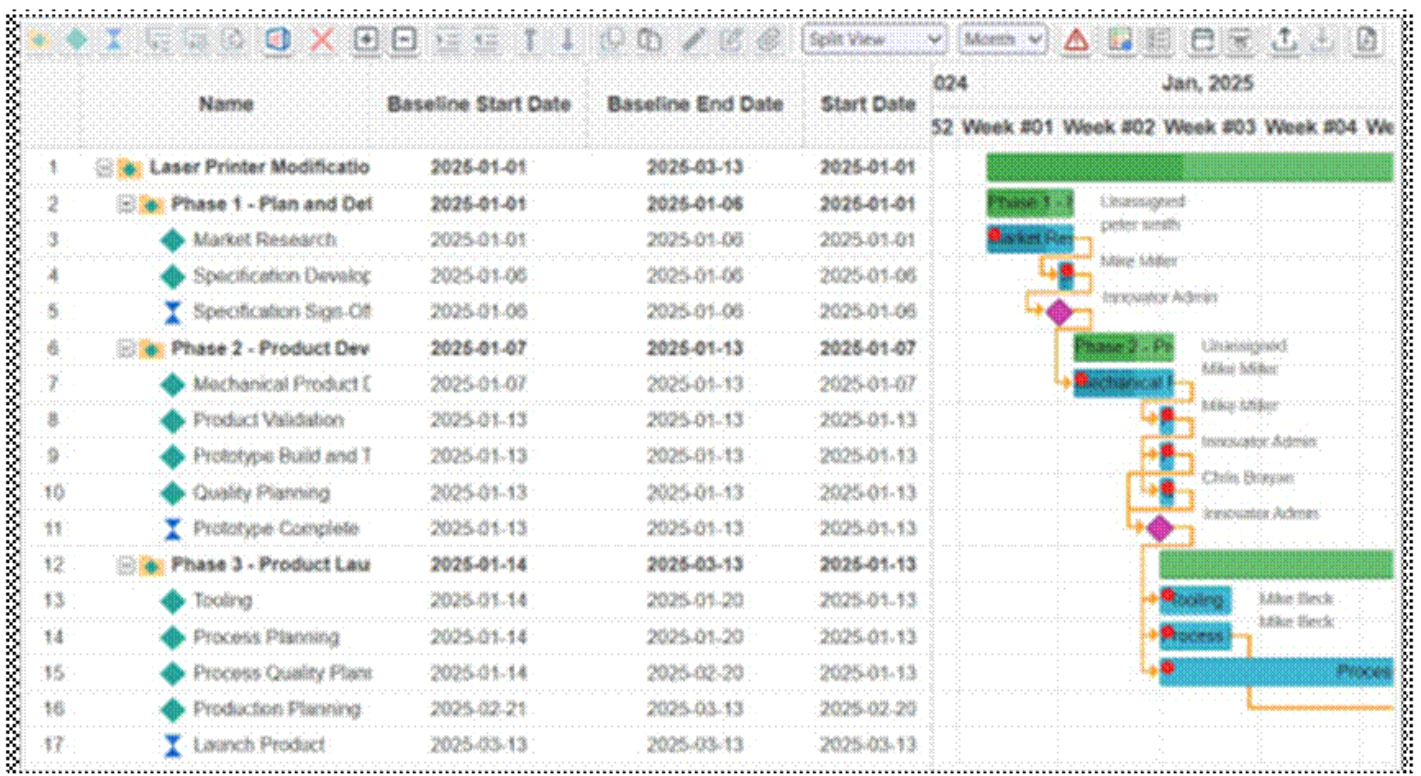 Split View Month
024 Jan, 2025
Name Baseline Start Date Baseline End Date Start Date
52 Week #01 Week #02 Week #03 Week #04 We
1 Laser Printer Modificatio 2025-01-01 2025-03-13 2025-01-01
2 Phase 1 - Plan and Def 2025-01-01 2025-01-06 2025-01-01 Phase 1 - Unassigned
peter smith
3 Market Research 2025-01-01 2025-01-06 2025-01-01 Market Res
Mike Miller
4 Specification Develop 2025-01-06 2025-01-06 2025-01-06
Innovator Admin
5 Specification Sign-Off 2025-01-06 2025-01-06 2025-01-06
6 Phase 2 - Product Dev 2025-01-07 2025-01-13 2025-01-07 Phase 2 - Pr Unassigned
Mike Miller
7 Mechanical Product D 2025-01-07 2025-01-13 2025-01-07 Mechanical P
Mike Miller
8 Product Validation 2025-01-13 2025-01-13 2025-01-13
Innovator Admin
9 Prototype Build and T 2025-01-13 2025-01-13 2025-01-13
Chris
10 Quality Planning 2025-01-13 2025-01-13 2025-01-13
Innovator Admin
11 Prototype Complete 2025-01-13 2025-01-13 2025-01-13
12 Phase 3 - Product Lau 2025-01-14 2025-03-13 2025-01-13
13 Tooling 2025-01-14 2025-01-20 2025-01-13 Tooling Mike Beck
Mike Beck
14 Process Planning 2025-01-14 2025-01-20 2025-01-13 Process
15 Process Quality Plann 2025-01-14 2025-02-20 2025-01-13 Proces
16 Production Planning 2025-02-21 2025-03-13 2025-02-20
17 Launch Product 2025-03-13 2025-03-13 2025-03-13